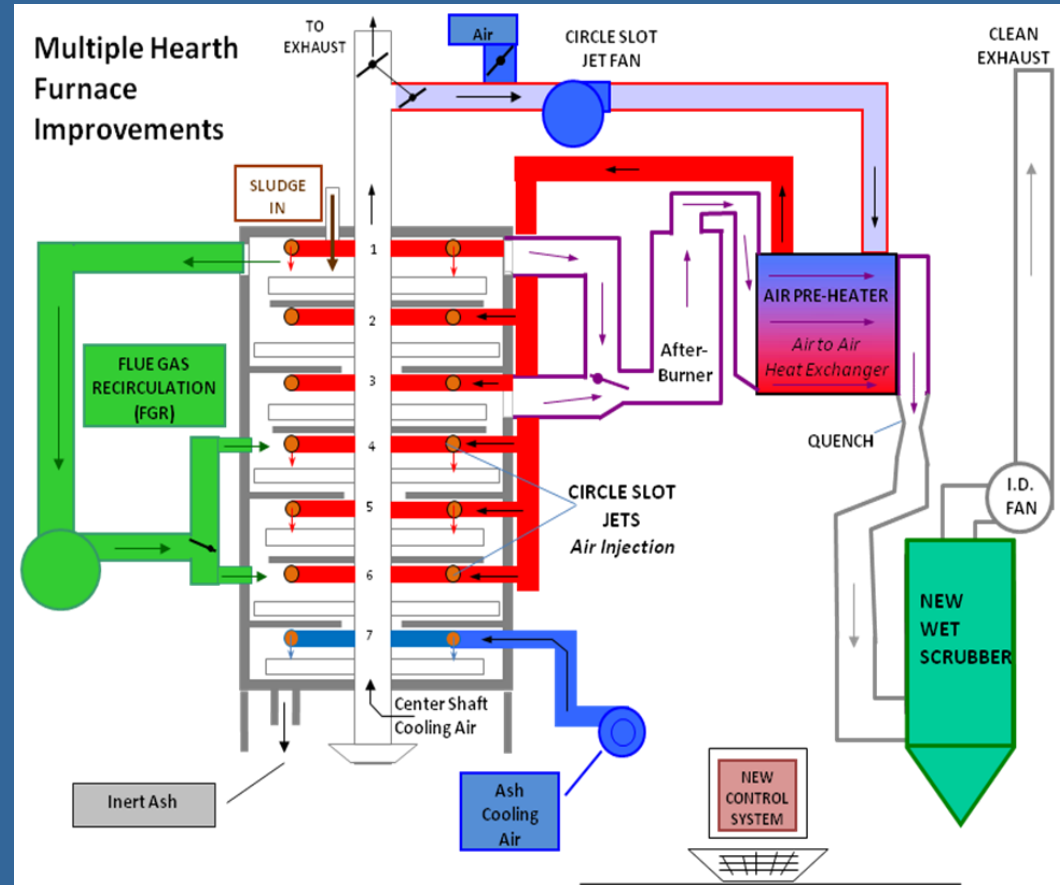 Multiple Hearth
Furnace
Improvements
TO
EXHAUST
Air
CIRCLE SLOT
JET FAN
CLEAN
EXHAUST
SLUDGE
IN
1
2
3
4
5
6
7
FLUE GAS
RECIRCULATION
(FGR)
After-
Burner
AIR PRE-HEATER
Air to Air
Heat Exchanger
QUENCH
CIRCLE SLOT
JETS
Air Injection
I.D.
FAN
NEW
WET
SCRUBBER
Center Shaft
Cooling Air
Inert Ash
Ash
Cooling
Air
NEW
CONTROL
SYSTEM